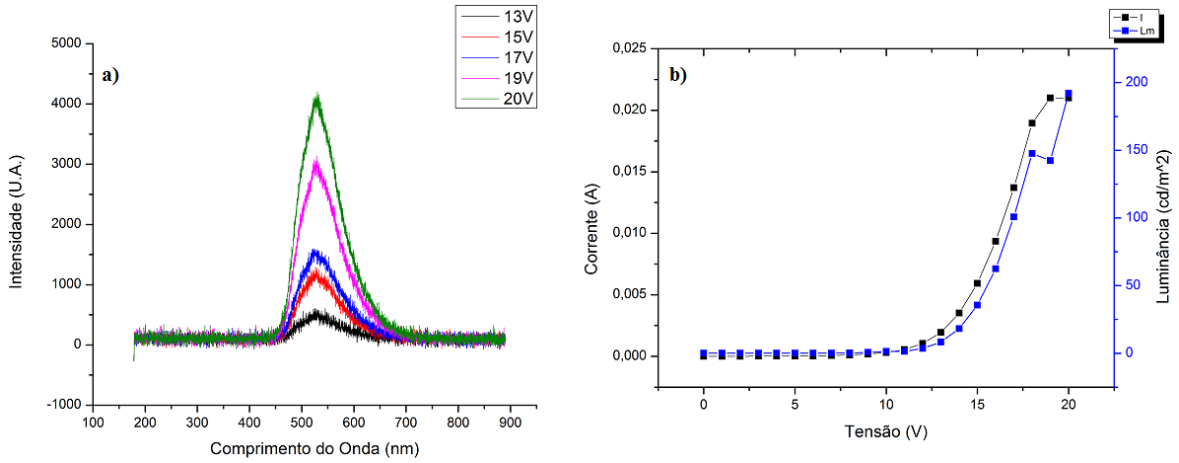 a)
13V
15V
17V
19V
20V
5000
4000
3000
2000
1000
0
-1000
100 200 300 400 500 600 700 800 900
Intensidade (U.A.)
Comprimento do Onda (nm)
b)
I
Lm
0,025
0,020
0,015
0,010
0,005
0,000
200
150
100
50
0
0 5 10 15 20
Corrente (A)
Luminância (cd/m^2)
Tensão (V)